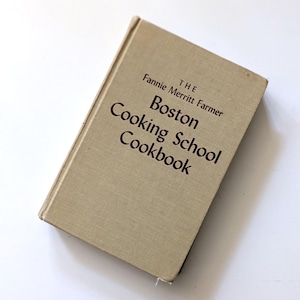 THE
Fannie Merritt Farmer
Boston
Cooking School
Cookbook